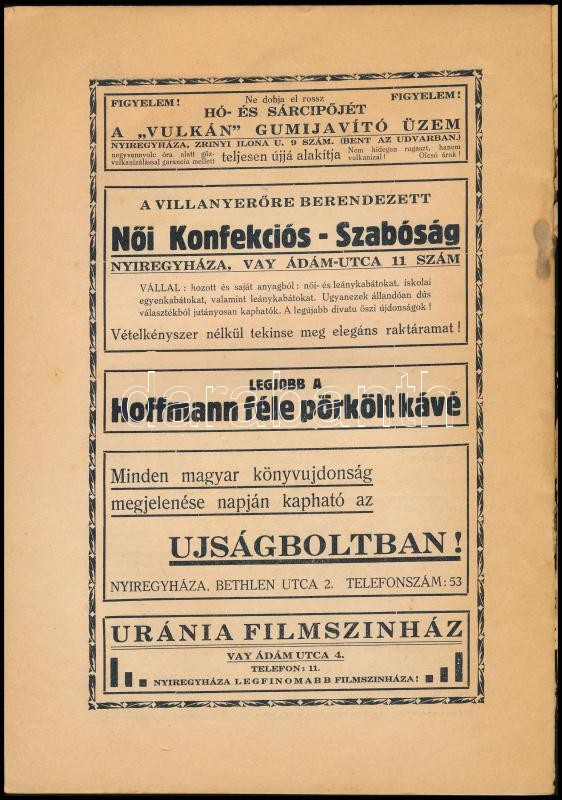 FIGYELEM! Ne dobja el rossz FIGYELEM!
HÓ- ÉS SÁRCIPŐJÉT
A „VULKÁN” GUMIJAVÍTÓ ÜZEM
NYIREGYHÁZA, ZRINYI ILONA U. 9 SZÁM. (BENT AZ UDVARBAN.)
negyvennyolc óra alatt gőz-
vulkanizálással garancia mellett
teljesen újjá alakítja
Nem hidegen ragaszt, hanem
vulkanizál! Olcsó árak!
A VILLANYERŐRE BERENDEZETT
Női Konfekciós - Szabóság
NYIREGYHÁZA, VAY ÁDÁM-UTCA 11 SZÁM
VÁLLAL: hozott és saját anyagból: női- és leánykabátokat. iskolai
egyenkabátokat, valamint leánykabátokat. Ugyanezek állandóan dús
választékból jutányosan kaphatók. A legújabb divatu őszi újdonságok!
Vételkényszer nélkül tekinse meg elegáns raktáramat!
LEGJOBB A
Hoffmann féle pörkölt kávé
darabanth
Minden magyar könyvujdonság
megjelenése napján kapható az
UJSÁGBOLTBAN!
NYIREGYHÁZA, BETHLEN UTCA 2. TELEFONSZÁM: 53
URÁNIA FILMSZINHÁZ
VAY ÁDÁM UTCA 4.
TELEFON: 11.
NYIREGYHÁZA LEGFINOMABB FILMSZINHÁZA!